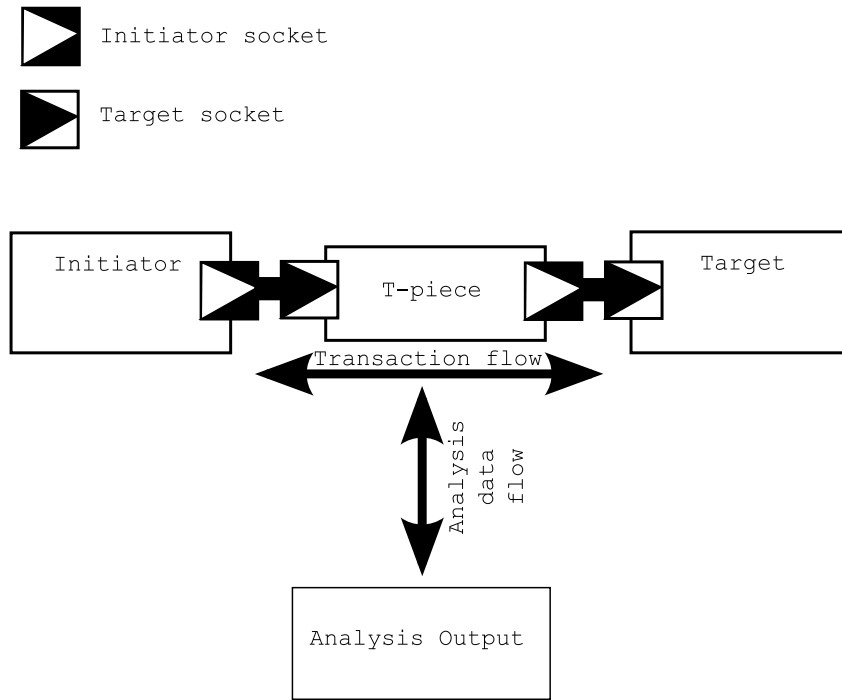 Initiator socket
Target socket
Initiator
T-piece
Target
Transaction flow
Analysis
data
flow
Analysis Output